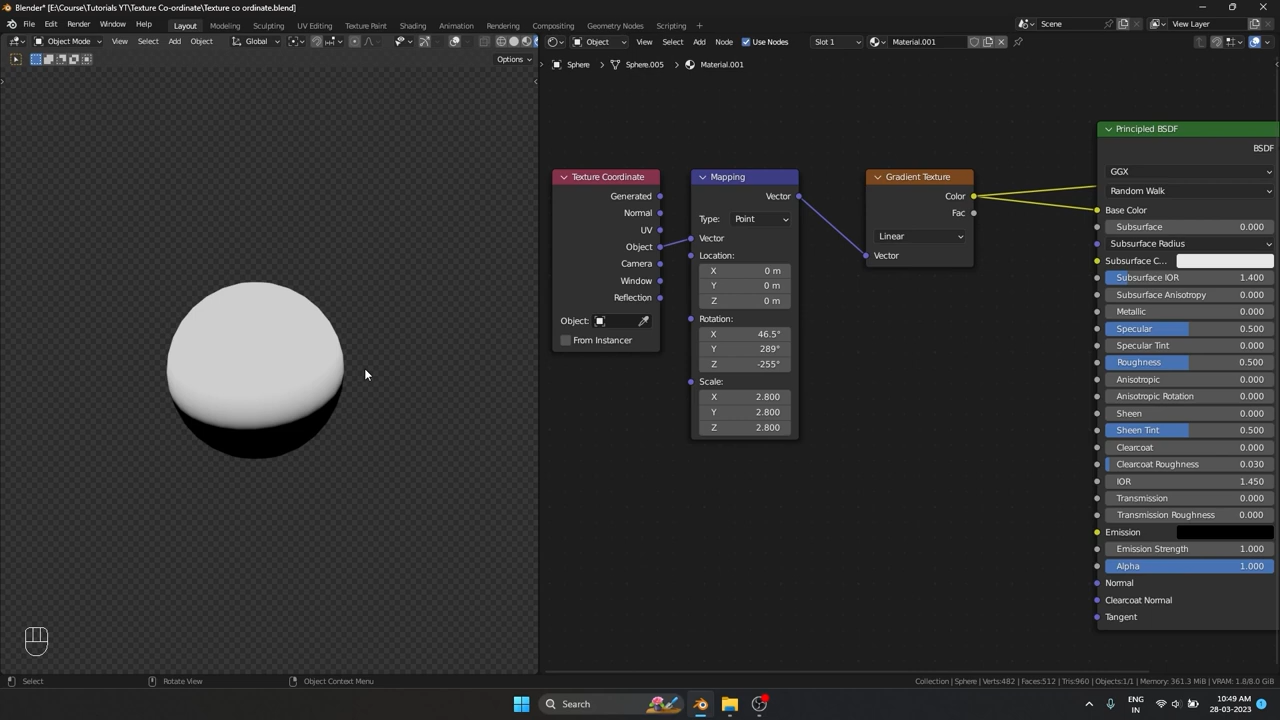 Blender* [E:\Course\Tutorials YT\Texture Co-ordinate\Texture co ordinate.blend]
File Edit Render Window Help Layout Modeling Sculpting UV Editing Texture Paint Shading Animation Rendering Compositing Geometry Nodes Scripting Scene View Layer
Object Mode View Select Add Object Global Object View Select Add Node Use Nodes Slot 1 Material.001
Options Sphere Sphere.005 Material.001
Texture Coordinate
Generated
Normal
UV
Object
Camera
Window
Reflection
Object:
From Instancer
Mapping
Vector
Type: Point
Vector
Location:
X 0 m
Y 0 m
Z 0 m
Rotation:
X 46.5°
Y 289°
Z -255°
Scale:
X 2.800
Y 2.800
Z 2.800
Gradient Texture
Color
Fac
Linear
Vector
Principled BSDF
BSDF
GGX
Random Walk
Base Color
Subsurface 0.000
Subsurface Radius
Subsurface C...
Subsurface IOR 1.400
Subsurface Anisotropy 0.000
Metallic 0.000
Specular 0.500
Specular Tint 0.000
Roughness 0.500
Anisotropic 0.000
Anisotropic Rotation 0.000
Sheen 0.000
Sheen Tint 0.500
Clearcoat 0.000
Clearcoat Roughness 0.030
IOR 1.450
Transmission 0.000
Transmission Roughness 0.000
Emission
Emission Strength 1.000
Alpha 1.000
Normal
Clearcoat Normal
Tangent
Select Rotate View Object Context Menu Collection | Sphere | Verts:482 | Faces:512 | Tris:960 | Objects:1/1 | Memory: 361.3 MiB | VRAM: 1.8/8.0 GiB
Search
ENG
IN
10:49 AM
28-03-2023